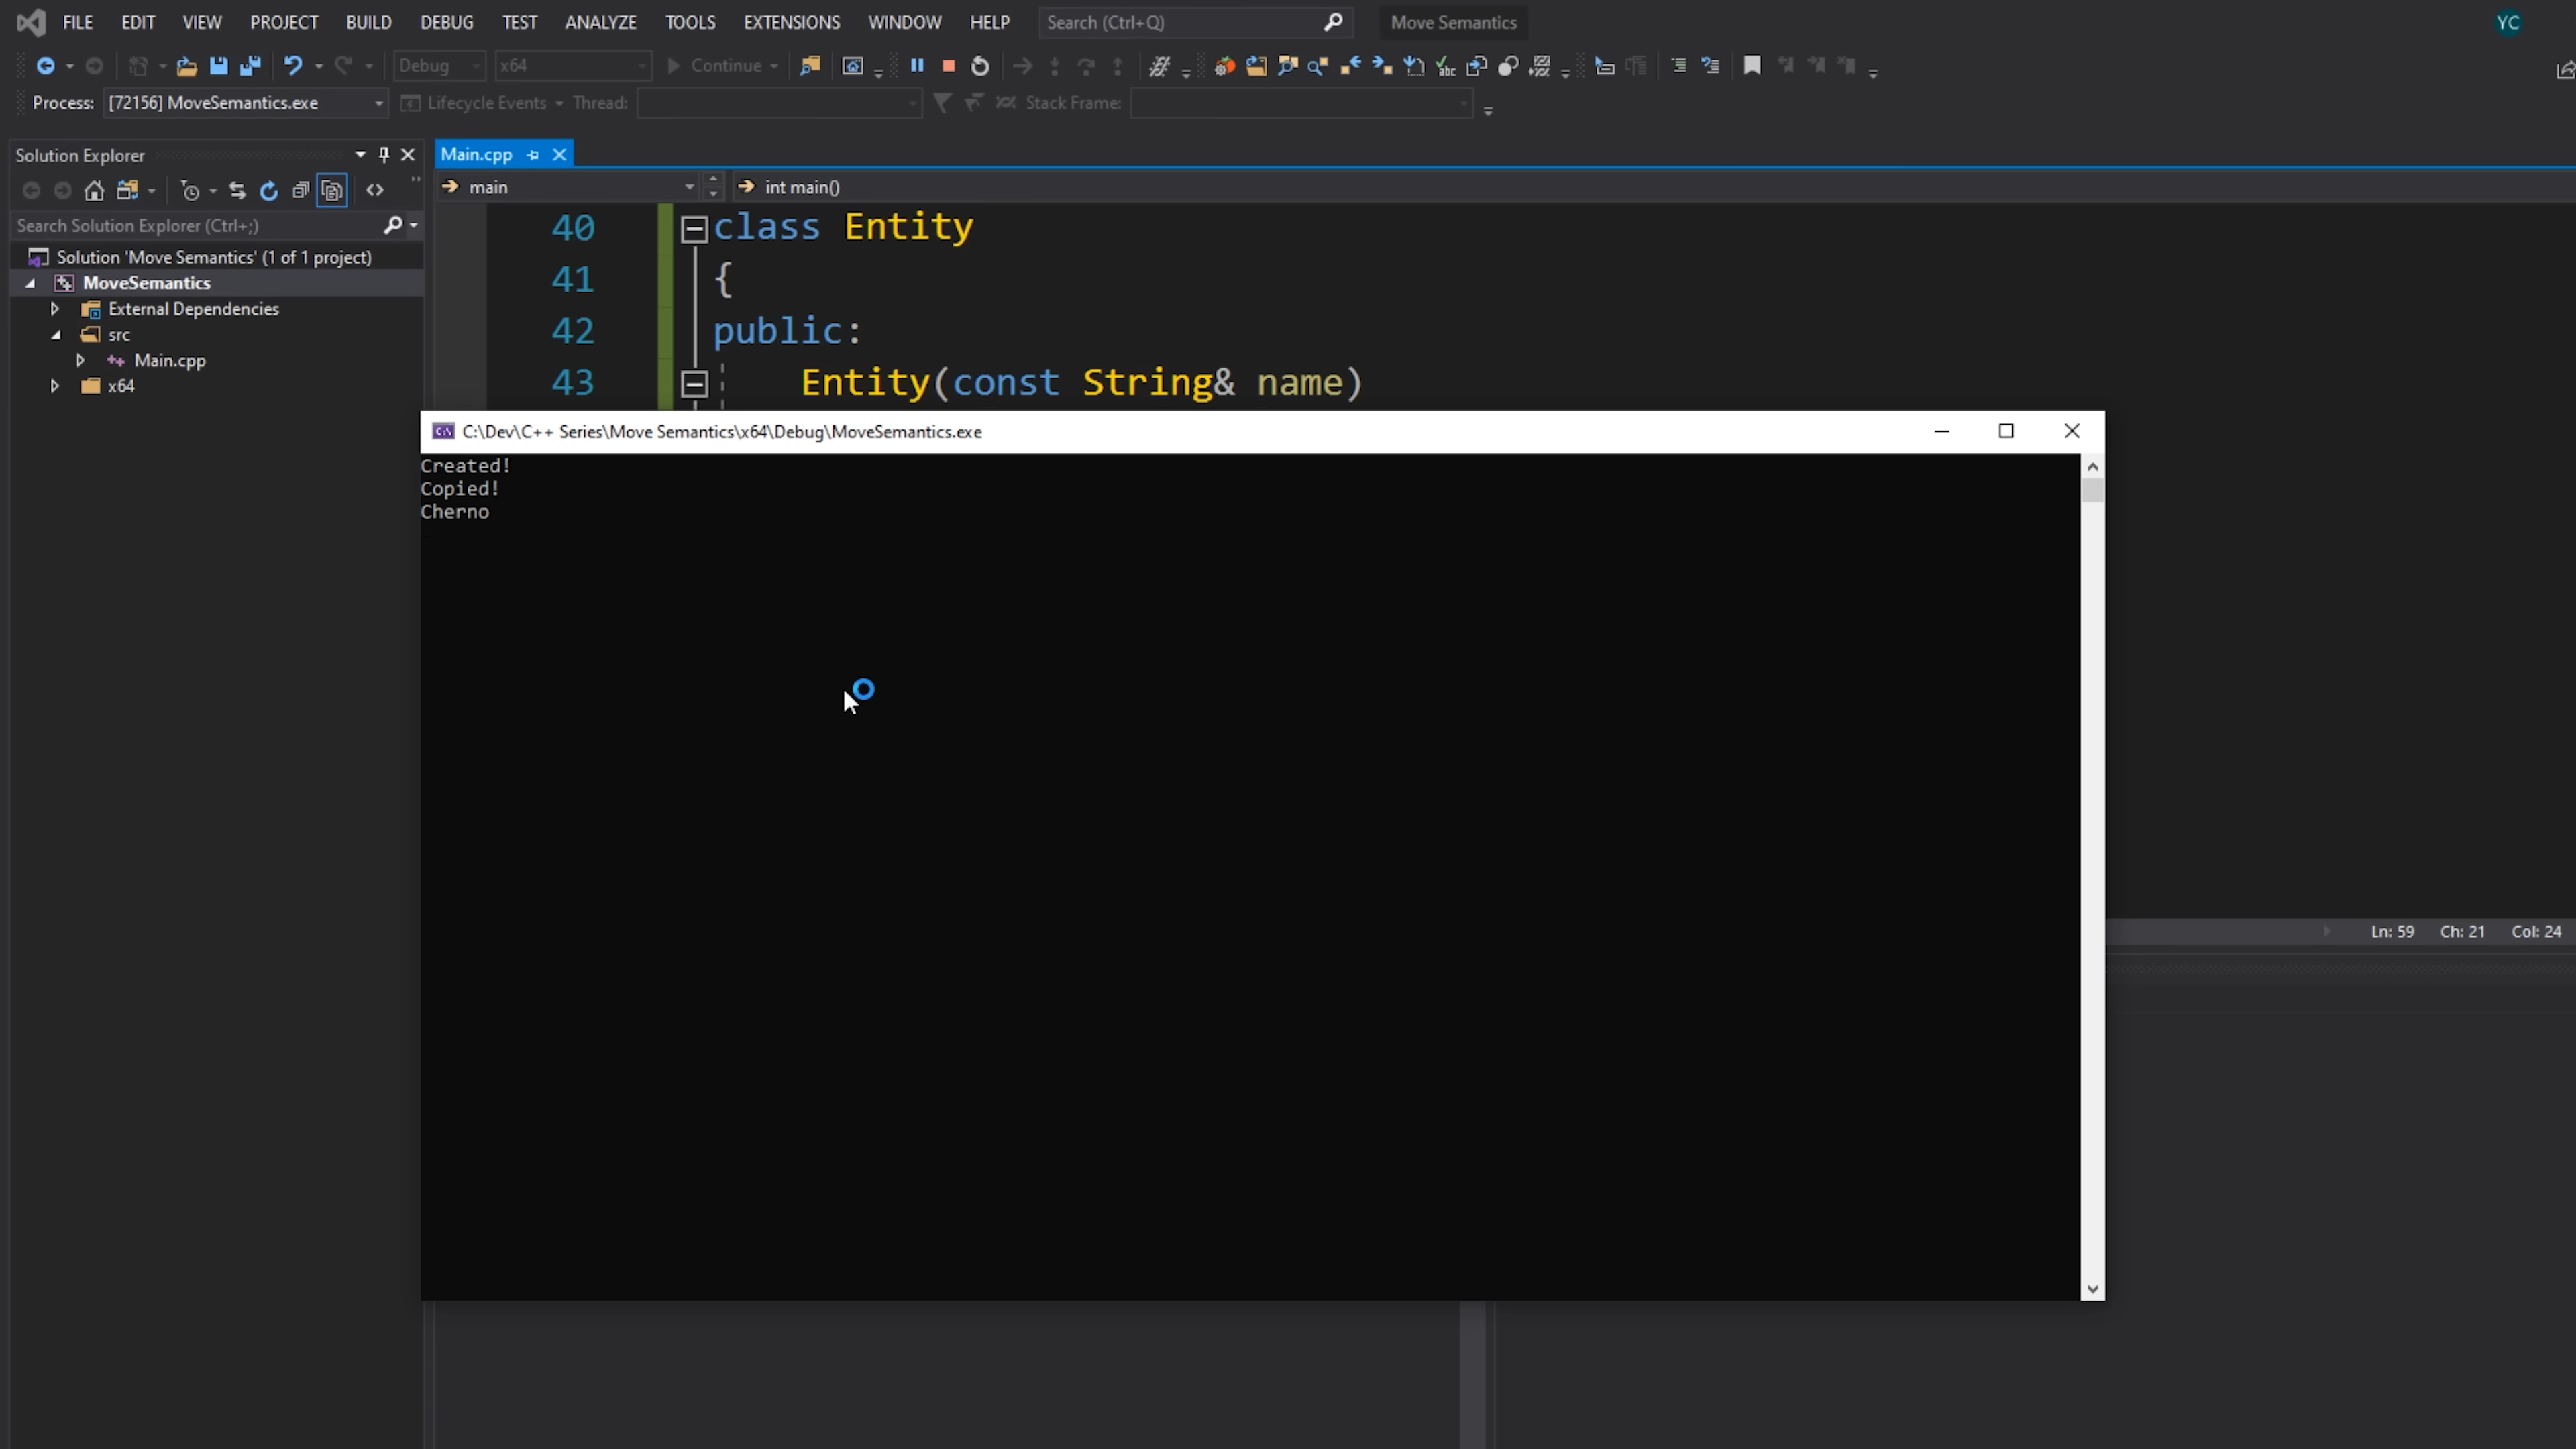 FILE EDIT VIEW PROJECT BUILD DEBUG TEST ANALYZE TOOLS EXTENSIONS WINDOW HELP Search (Ctrl+Q) Move Semantics YC
Debug x64 Continue
Process: [72156] MoveSemantics.exe Lifecycle Events Thread: Stack Frame:
Solution Explorer
Main.cpp
main int main()
Search Solution Explorer (Ctrl+;)
Solution 'Move Semantics' (1 of 1 project)
MoveSemantics
External Dependencies
src
Main.cpp
x64
40 class Entity
41 {
42 public:
43 Entity(const String& name)
C:\Dev\C++ Series\Move Semantics\x64\Debug\MoveSemantics.exe
Created!
Copied!
Cherno
Ln: 59 Ch: 21 Col: 24